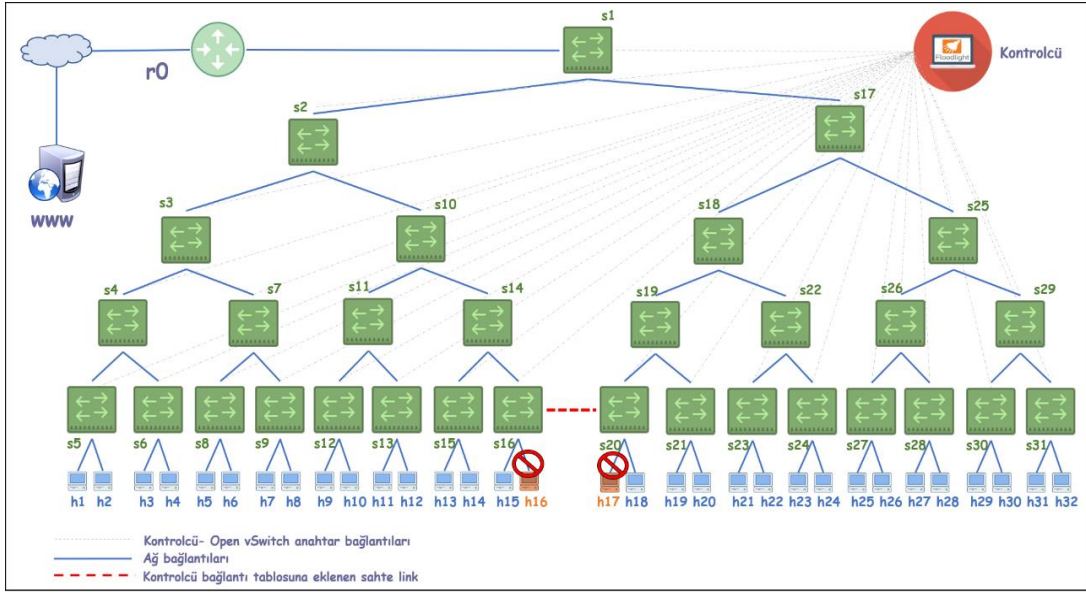 s1
Floodlight
Kontrolcü
r0
www
s2
s17
s3
s10
s18
s25
s4
s7
s11
s14
s19
s22
s26
s29
s5
s6
s8
s9
s12
s13
s15
s16
s20
s21
s23
s24
s27
s28
s30
s31
h1 h2 h3 h4 h5 h6 h7 h8 h9 h10 h11 h12 h13 h14 h15 h16 h17 h18 h19 h20 h21 h22 h23 h24 h25 h26 h27 h28 h29 h30 h31 h32
Kontrolcü- Open vSwitch anahtar bağlantıları
Ağ bağlantıları
Kontrolcü bağlantı tablosuna eklenen sahte link